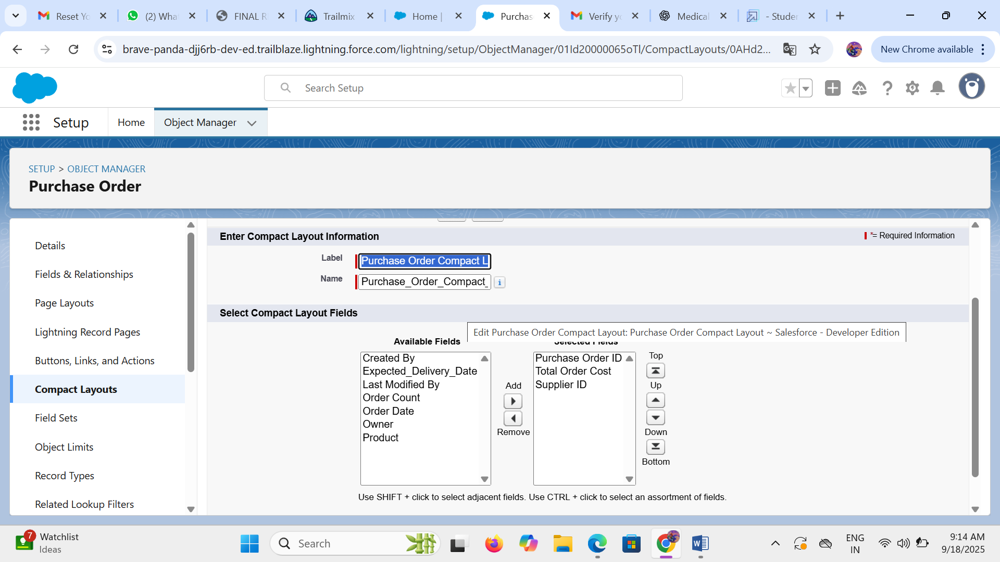 Reset Yo
(2) What
FINAL R
Trailmix
Home |
Purchas
Verify yo
Medical
- Studen
brave-panda-djj6rb-dev-ed.trailblaze.lightning.force.com/lightning/setup/ObjectManager/01Id20000065oTl/CompactLayouts/0AHd2...
New Chrome available
Search Setup
Setup
Home
Object Manager
SETUP > OBJECT MANAGER
Purchase Order
Details
Fields & Relationships
Page Layouts
Lightning Record Pages
Buttons, Links, and Actions
Compact Layouts
Field Sets
Object Limits
Record Types
Related Lookup Filters
Enter Compact Layout Information
*= Required Information
Label
Purchase Order Compact L
Name
Purchase_Order_Compact_
Select Compact Layout Fields
Edit Purchase Order Compact Layout: Purchase Order Compact Layout ~ Salesforce - Developer Edition
Available Fields
Selected Fields
Created By
Expected_Delivery_Date
Last Modified By
Order Count
Order Date
Owner
Product
Add
Remove
Purchase Order ID
Total Order Cost
Supplier ID
Top
Up
Down
Bottom
Use SHIFT + click to select adjacent fields. Use CTRL + click to select an assortment of fields.
7
Watchlist
Ideas
Search
ENG
IN
9:14 AM
9/18/2025